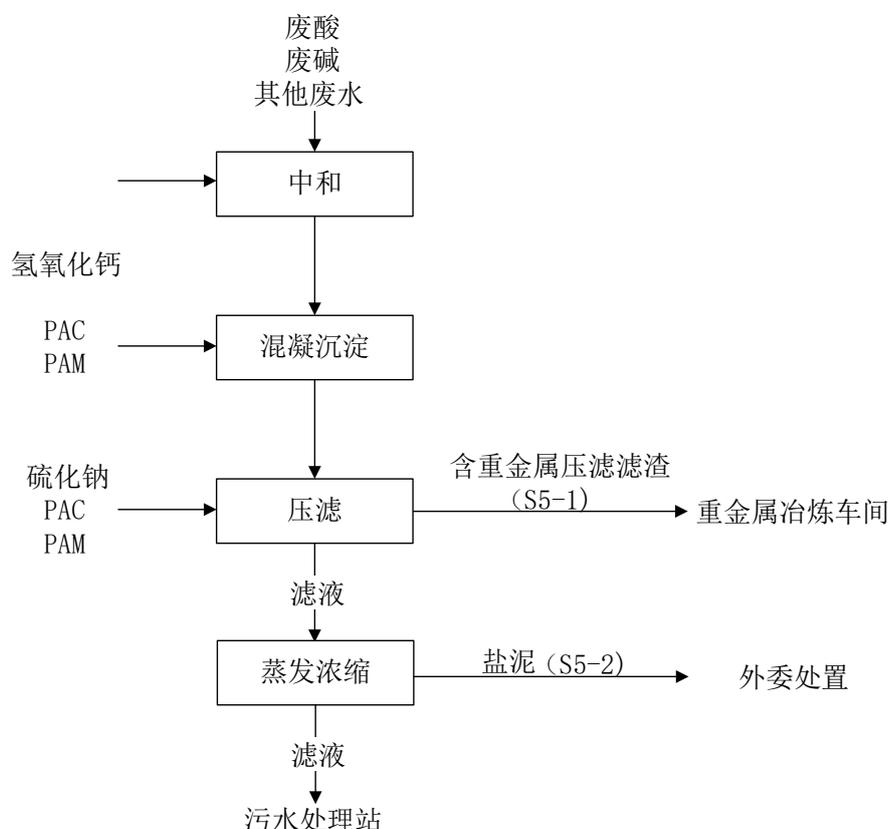 废酸
废碱
其他废水
中和
氢氧化钙
PAC
PAM
混凝沉淀
硫化钠
PAC
PAM
压滤
含重金属压滤滤渣
(S5-1)
重金属冶炼车间
滤液
蒸发浓缩
盐泥(S5-2)
外委处置
滤液
污水处理站